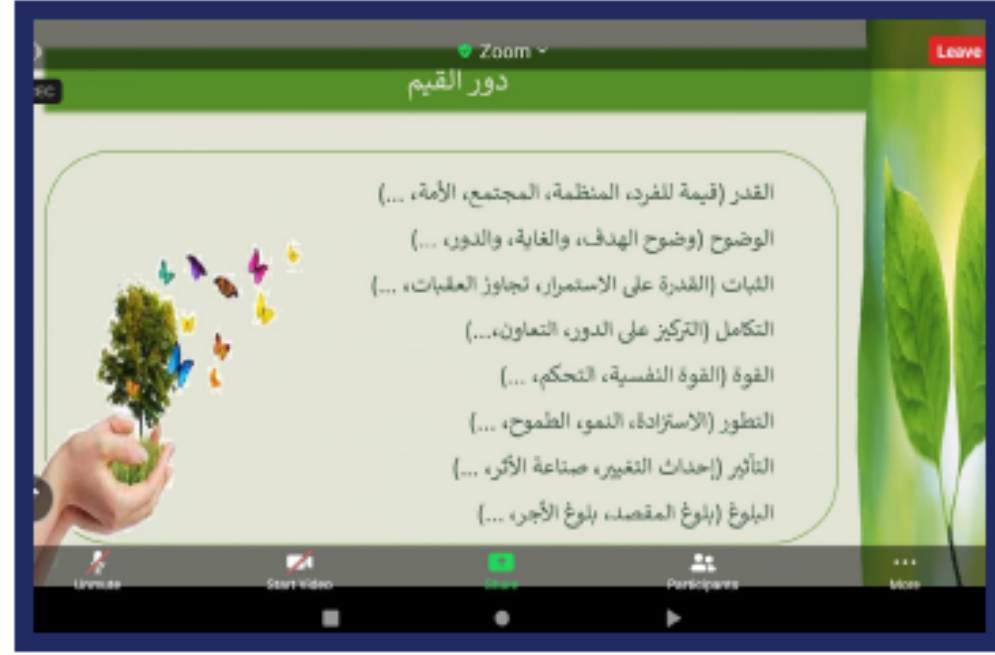 Zoom
Leave
EC
دور القيم
القدر (قيمة للفرد، المنظمة، المجتمع، الأمة، ...)
الوضوح (وضوح الهدف، والغاية، والدور، ...)
الثبات (القدرة على الاستمرار، تجاوز العقبات، ...)
التكامل (التركيز على الدور، التعاون،...)
القوة (القوة النفسية، التحكم، ...)
التطور (الاستزادة، النمو، الطموح، ...)
التأثير (إحداث التغيير، صناعة الأثر، ...)
البلوغ (بلوغ المقصد، بلوغ الأجر، ...)
Unmute
Start Video
Share
Participants
More